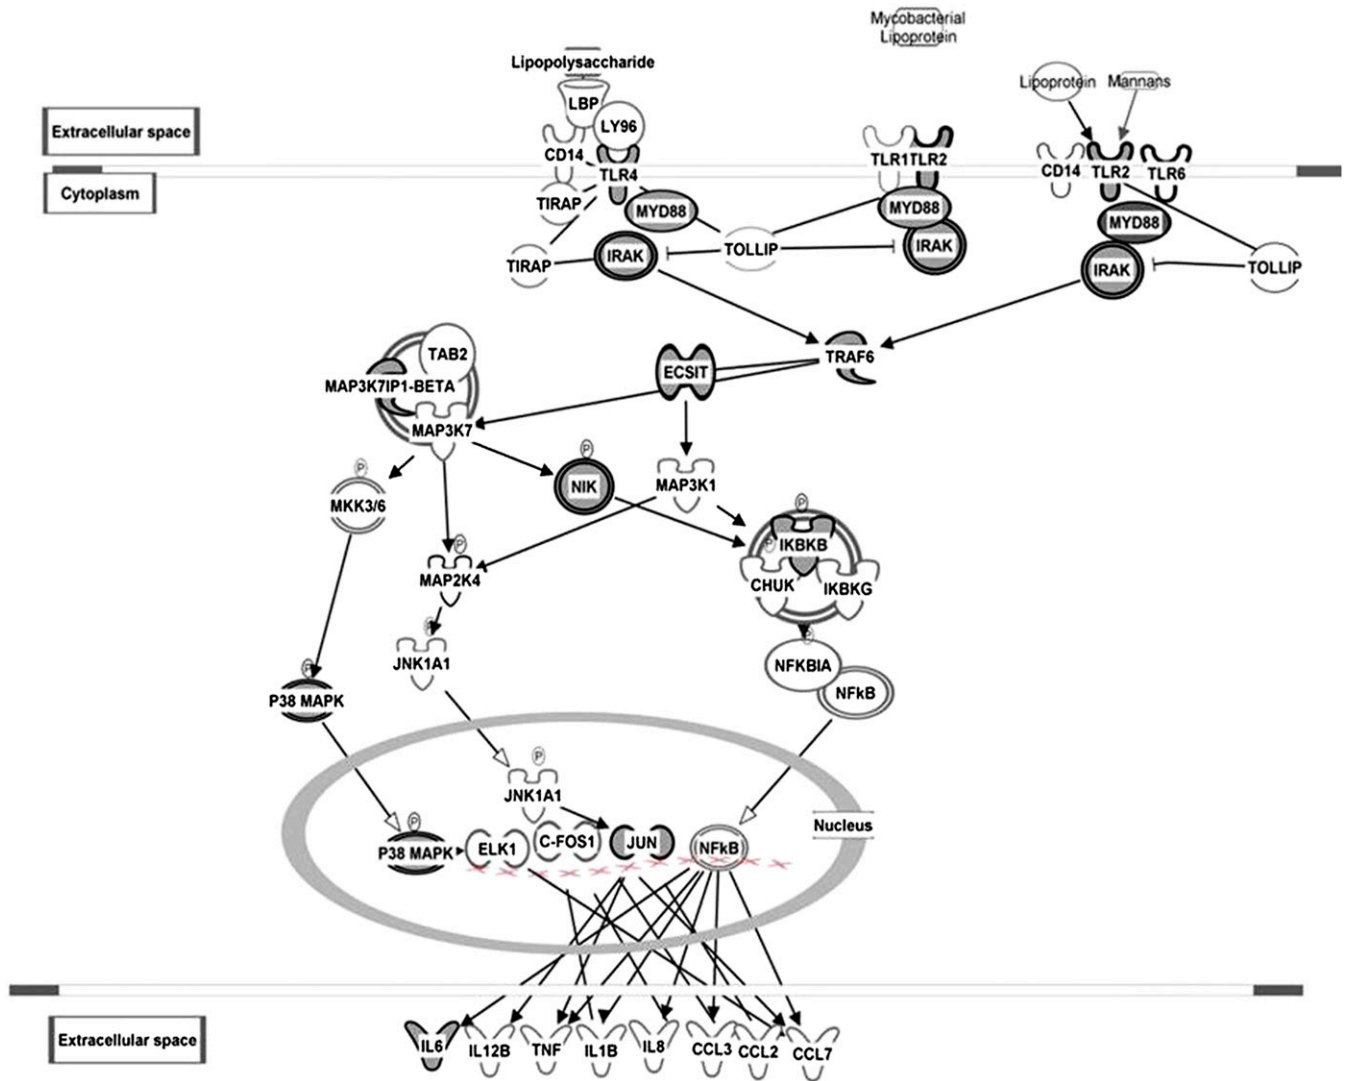 Mycobacterial
Lipoprotein
Lipopolysaccharide
Lipoprotein
Mannans
LBP
LY96
Extracellular space
CD14
TLR1
TLR2
CD14
TLR2
TLR6
TLR4
Cytoplasm
TIRAP
MYD88
MYD88
MYD88
TIRAP
IRAK
TOLLIP
IRAK
IRAK
TOLLIP
TAB2
ECSIT
TRAF6
MAP3K7IP1-BETA
MAP3K7
P
P
NIK
MAP3K1
MKK3/6
P
P
P
IKBKB
MAP2K4
CHUK
IKBKG
P
P
JNK1A1
NFKBIA
P
P38 MAPK
NFkB
P
JNK1A1
P
Nucleus
P38 MAPK
ELK1
C-FOS1
JUN
NFkB
Extracellular space
IL6
IL12B
TNF
IL1B
IL8
CCL3
CCL2
CCL7